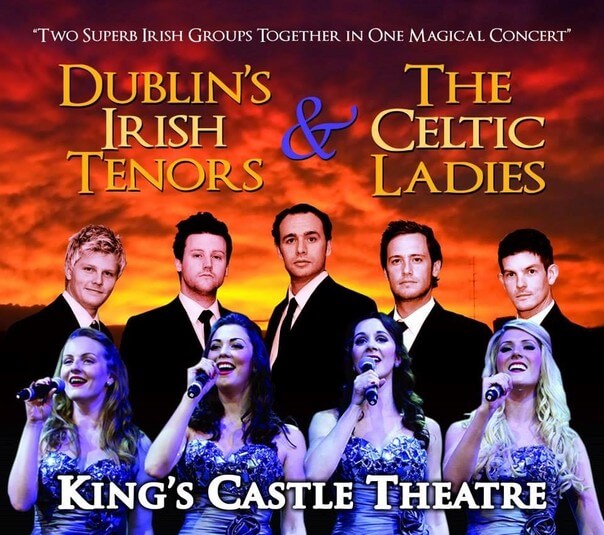 “Two Superb Irish Groups Together in One Magical Concert”
Dublin’s Irish Tenors
&
The Celtic Ladies
King’s Castle Theatre